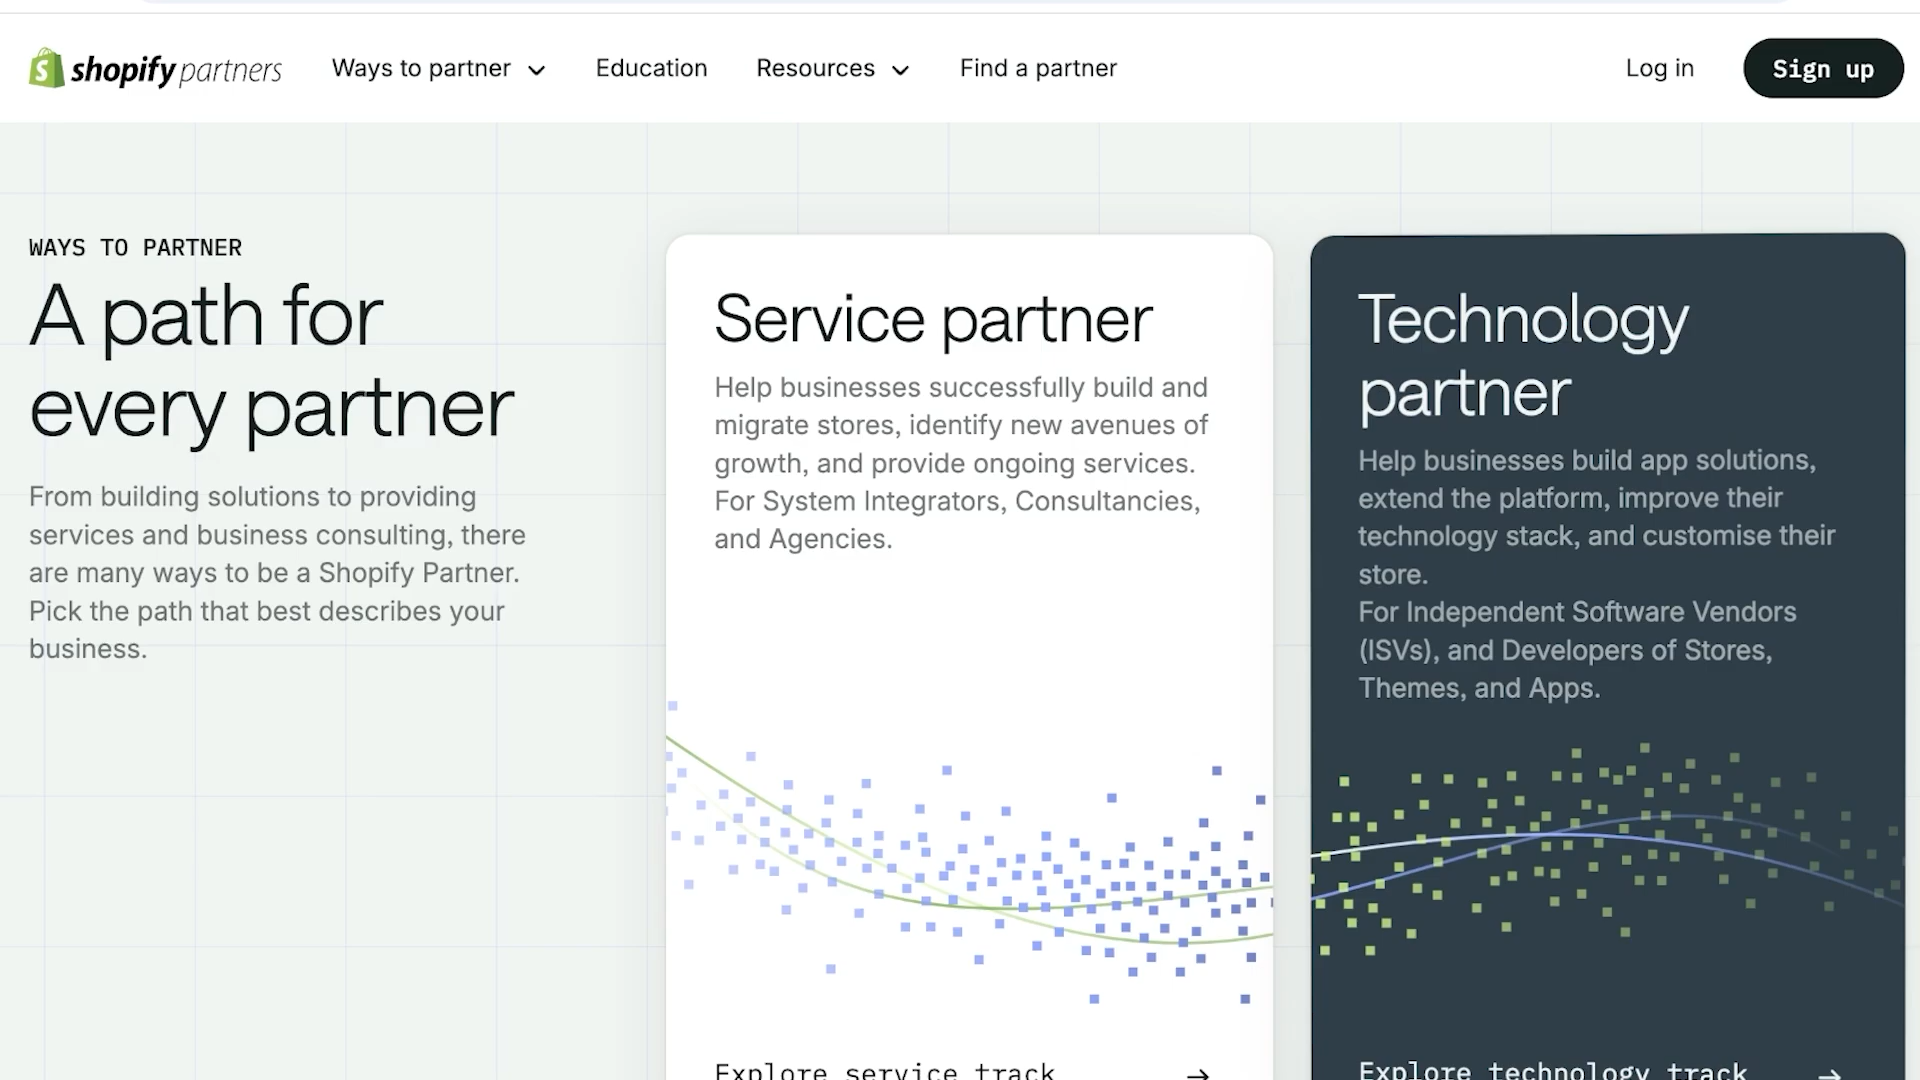 shopify partners
Ways to partner
Education
Resources
Find a partner
Log in
Sign up
WAYS TO PARTNER
A path for
every partner
From building solutions to providing
services and business consulting, there
are many ways to be a Shopify Partner.
Pick the path that best describes your
business.
Service partner
Help businesses successfully build and
migrate stores, identify new avenues of
growth, and provide ongoing services.
For System Integrators, Consultancies,
and Agencies.
Explore service track
Technology
partner
Help businesses build app solutions,
extend the platform, improve their
technology stack, and customise their
store.
For Independent Software Vendors
(ISVs), and Developers of Stores,
Themes, and Apps.
Explore technology track